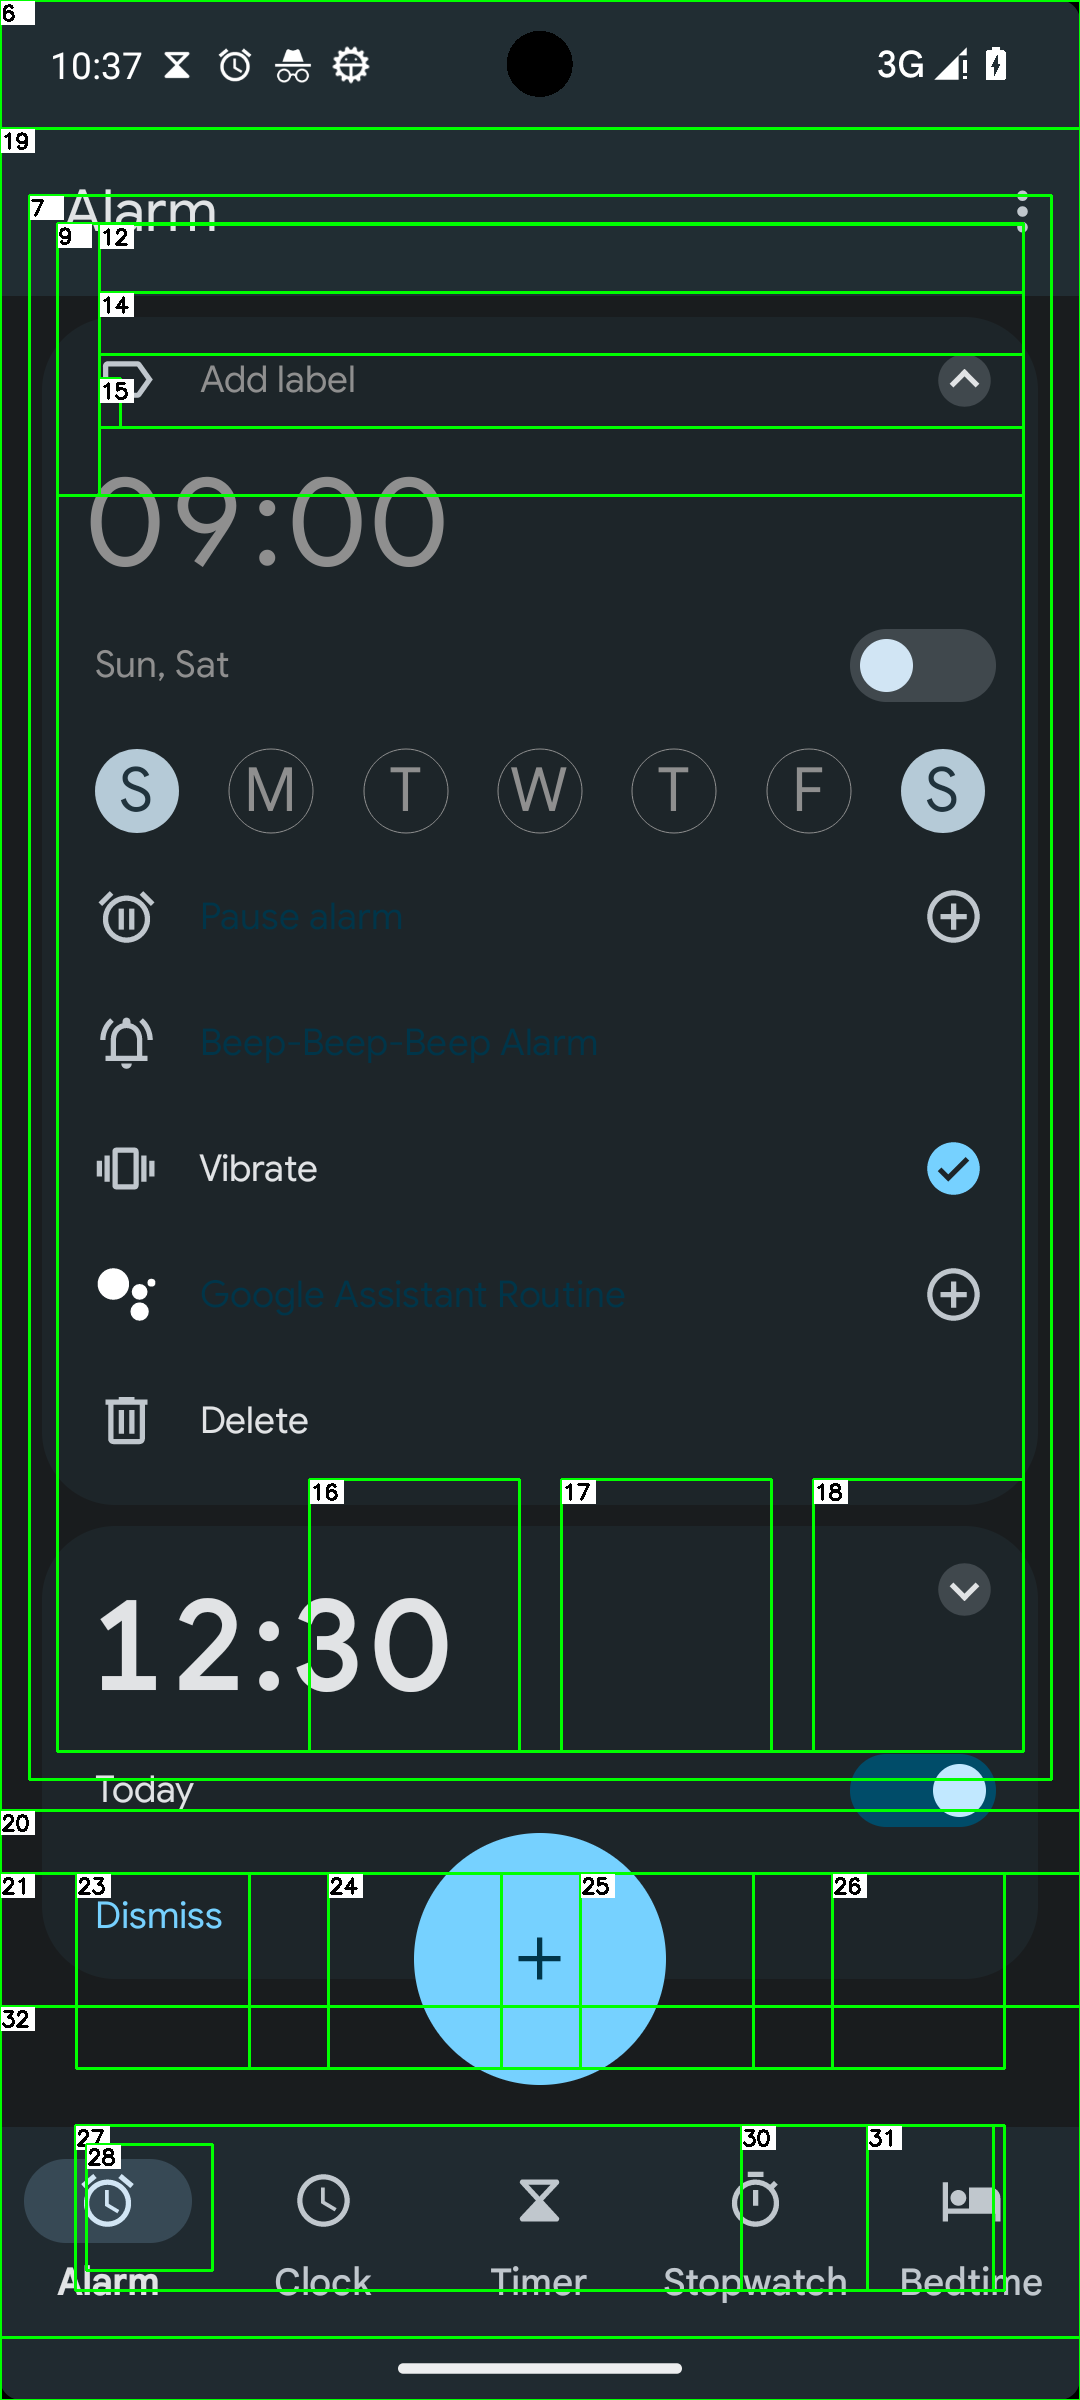 6
10:37
3G
19
7
Alarm
9
12
14
15
Add label
09:00
Sun, Sat
S M T W T F S
Pause alarm
Beep-Beep-Beep Alarm
Vibrate
Google Assistant Routine
Delete
16
17
18
12:30
Today
20
21
23
24
25
26
Dismiss
32
27
28
30
31
Alarm
Clock
Timer
Stopwatch
Bedtime